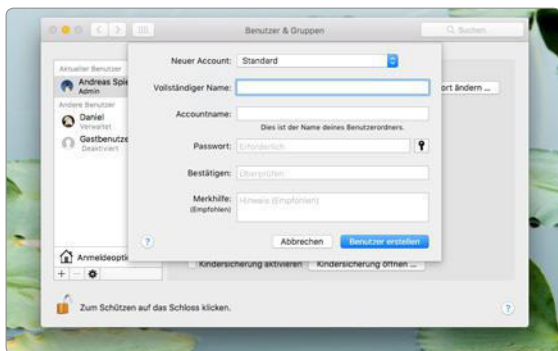 Benutzer & Gruppen
Suchen
Aktueller Benutzer
Andreas Spie
Admin
Andere Benutzer
Daniel
Verwaltet
Gastbenutze
Deaktiviert
Anmeldeopti
Neuer Account: Standard
Vollständiger Name:
Accountname:
Dies ist der Name deines Benutzerordners.
Passwort: Erforderlich
Bestätigen: Überprüfen
Merkhilfe: Hinweis (Empfohlen)
(Empfohlen)
Abbrechen
Benutzer erstellen
ort ändern ...
Kindersicherung aktivieren
Kindersicherung öffnen ...
Zum Schützen auf das Schloss klicken.